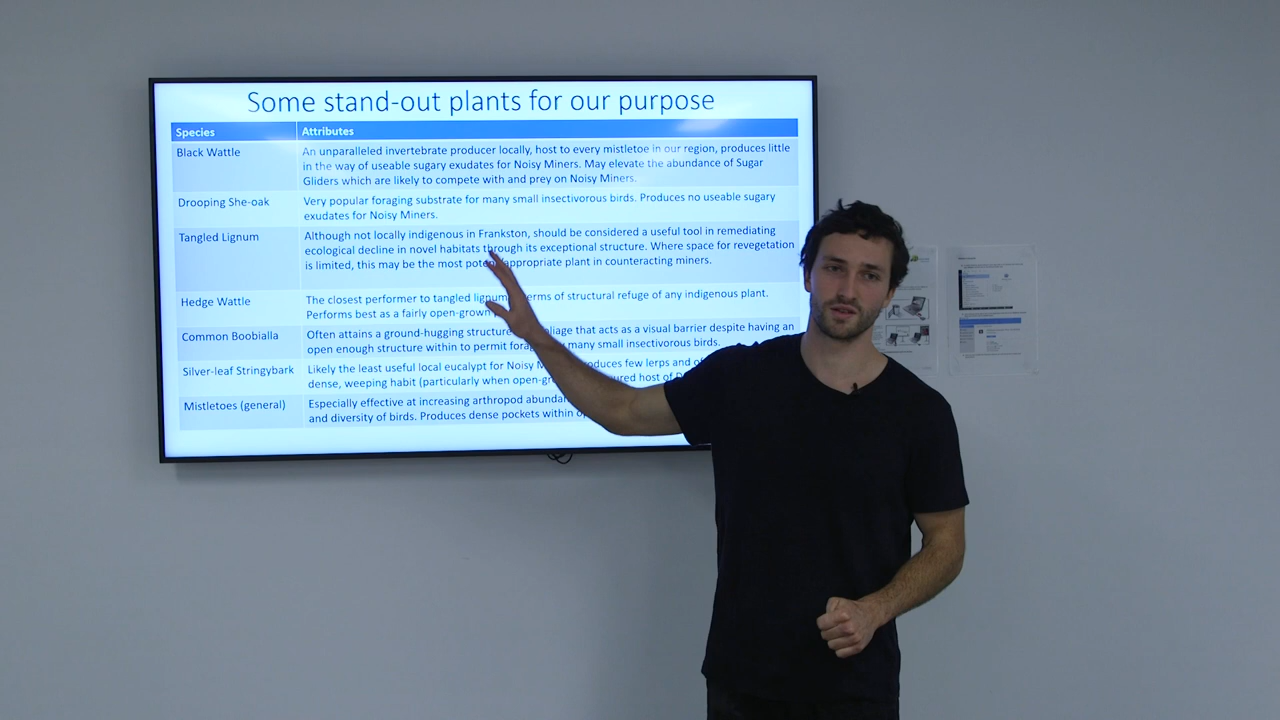 Some stand-out plants for our purpose
Species Attributes
Black Wattle An unparalleled invertebrate producer locally, host to every mistletoe in our region, produces little
in the way of useable sugary exudates for Noisy Miners. May elevate the abundance of Sugar
Gliders which are likely to compete with and prey on Noisy Miners.
Drooping She-oak Very popular foraging substrate for many small insectivorous birds. Produces no useable sugary
exudates for Noisy Miners.
Tangled Lignum Although not locally indigenous in Frankston, should be considered a useful tool in remediating
ecological decline in novel habitats through its exceptional structure. Where space for revegetation
is limited, this may be the most appropriate plant in counteracting miners.
Hedge Wattle The closest performer to tangled lignum terms of structural refuge of any indigenous plant.
Performs best as a fairly open-grown
Common Boobialla Often attains a ground-hugging structure foliage that acts as a visual barrier despite having an
open enough structure within to permit many small insectivorous birds.
Silver-leaf Stringybark Likely the least useful local eucalypt for Noisy produces few lerps and
dense, weeping habit (particularly when host of
Mistletoes (general) Especially effective at increasing arthropod
and diversity of birds. Produces dense pockets within